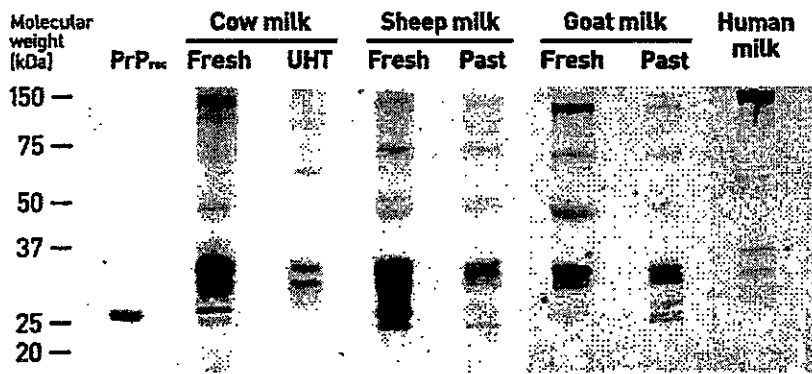 Molecular
weight
(kDa)
PrPrec
Cow milk
Fresh UHT
Sheep milk
Fresh Past
Goat milk
Fresh Past
Human
milk
150
75
50
37
25
20